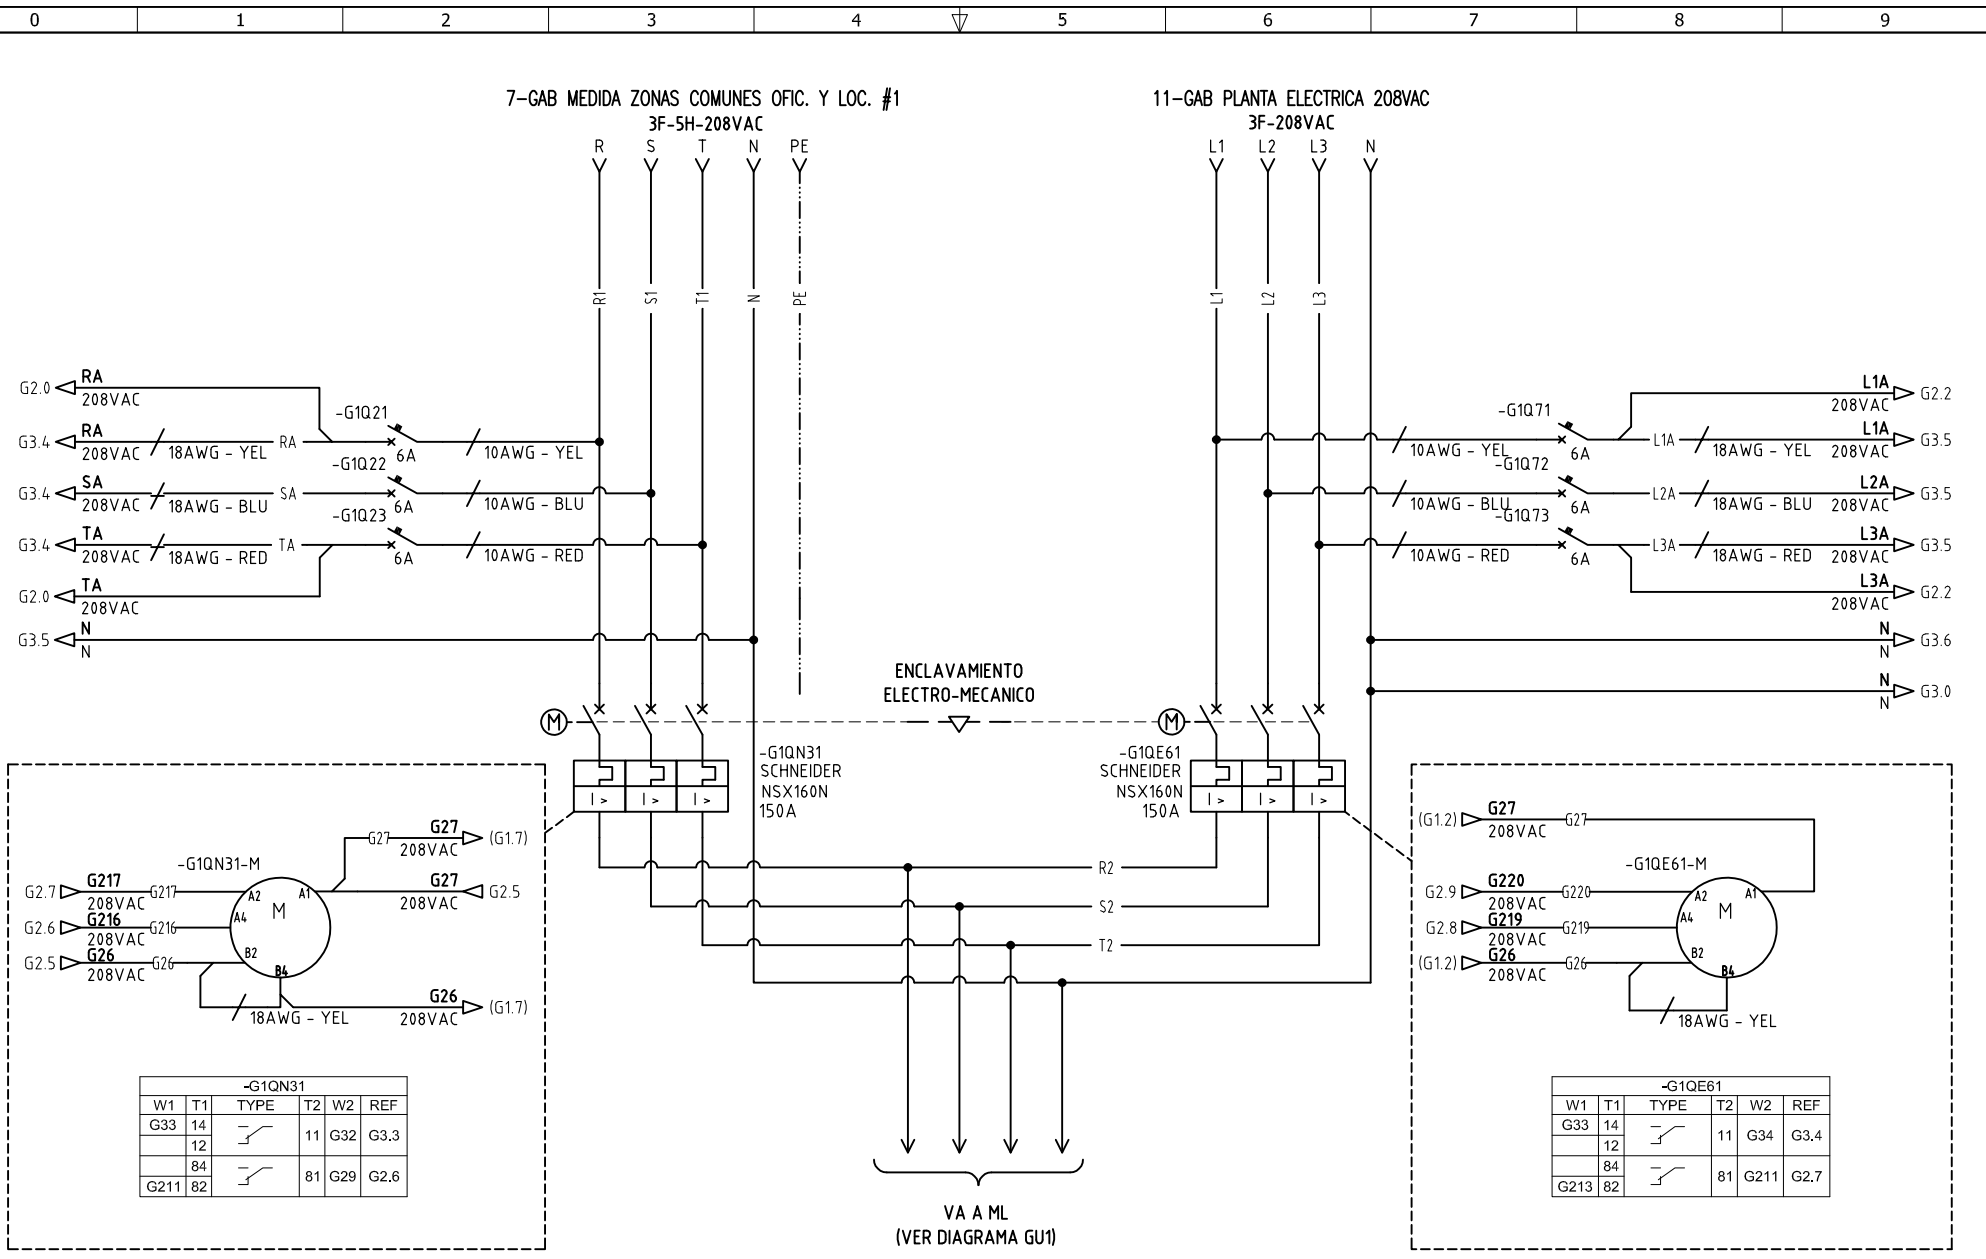 0 1 2 3 4 5 6 7 8 9
7-GAB MEDIDA ZONAS COMUNES OFIC. Y LOC. #1
3F-5H-208VAC
R S T N PE
11-GAB PLANTA ELECTRICA 208VAC
3F-208VAC
L1 L2 L3 N
R1 S1 T1 N PE
L1 L2 L3
G2.0 RA
208VAC
-G1Q21
G3.4 RA
208VAC 18AWG - YEL RA 6A 10AWG - YEL
-G1Q22
G3.4 SA
208VAC 18AWG - BLU SA 6A 10AWG - BLU
-G1Q23
G3.4 TA
208VAC 18AWG - RED TA 6A 10AWG - RED
G2.0 TA
208VAC
G3.5 N
N
L1A G2.2
208VAC
-G1Q71
L1A G3.5
10AWG - YEL 6A L1A 18AWG - YEL 208VAC
-G1Q72
L2A G3.5
10AWG - BLU 6A L2A 18AWG - BLU 208VAC
-G1Q73
L3A G3.5
10AWG - RED 6A L3A 18AWG - RED 208VAC
L3A G2.2
208VAC
N G3.6
N
N G3.0
N
ENCLAVAMIENTO
ELECTRO-MECANICO
M M
-G1QN31
SCHNEIDER
NSX160N
150A
I > I > I >
-G1QE61
SCHNEIDER
NSX160N
150A
I > I > I >
R2
S2
T2
G27 G27 (G1.7)
208VAC
-G1QN31-M
G2.7 G217 G217 A2 A1 G27 G2.5
208VAC 208VAC
M
G2.6 G216 G216 A4
208VAC
G2.5 G26 G26 B2
208VAC
B4
G26 (G1.7)
208VAC
18AWG - YEL
(G1.2) G27 G27
208VAC
-G1QE61-M
G2.9 G220 G220 A2 A1
208VAC
M
G2.8 G219 G219 A4
208VAC
(G1.2) G26 G26 B2
208VAC
B4
18AWG - YEL
-G1QN31
W1 T1 TYPE T2 W2 REF
G33 14
11 G32 G3.3
12
84
81 G29 G2.6
G211 82
-G1QE61
W1 T1 TYPE T2 W2 REF
G33 14
11 G34 G3.4
12
84
81 G211 G2.7
G213 82
VA A ML
(VER DIAGRAMA GU1)